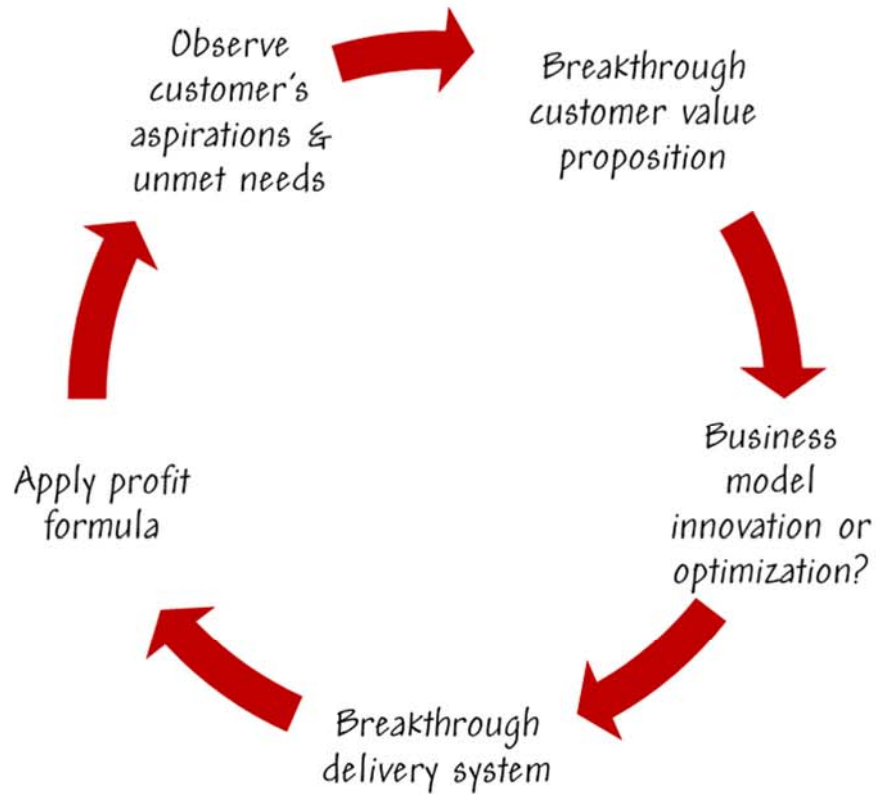 Observe
customer's
aspirations &
unmet needs
Breakthrough
customer value
proposition
Business
model
innovation or
optimization?
Breakthrough
delivery system
Apply profit
formula